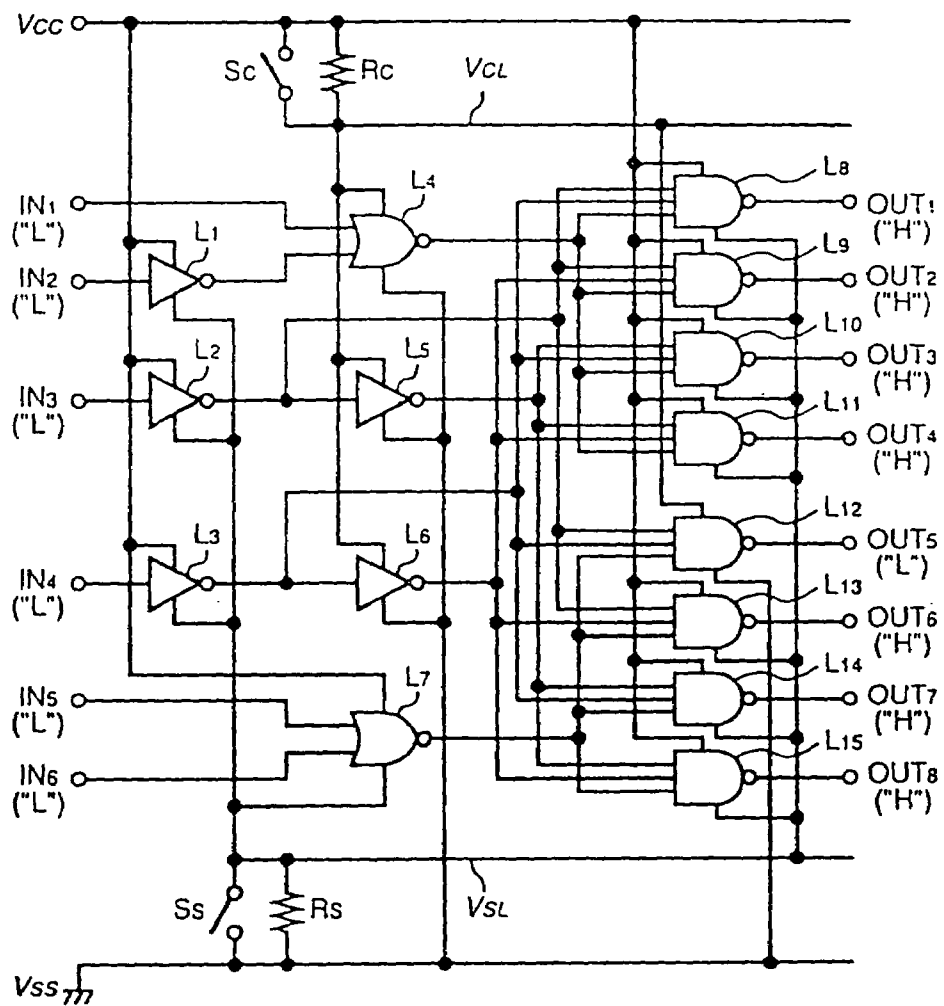 VCC
SC
RC
VCL
IN1
("L")
L1
L4
IN2
("L")
L2
L5
IN3
("L")
L3
L6
IN4
("L")
IN5
("L")
L7
IN6
("L")
L8
OUT1
("H")
L9
OUT2
("H")
L10
OUT3
("H")
L11
OUT4
("H")
L12
OUT5
("L")
L13
OUT6
("H")
L14
OUT7
("H")
L15
OUT8
("H")
SS
RS
VSL
VSS